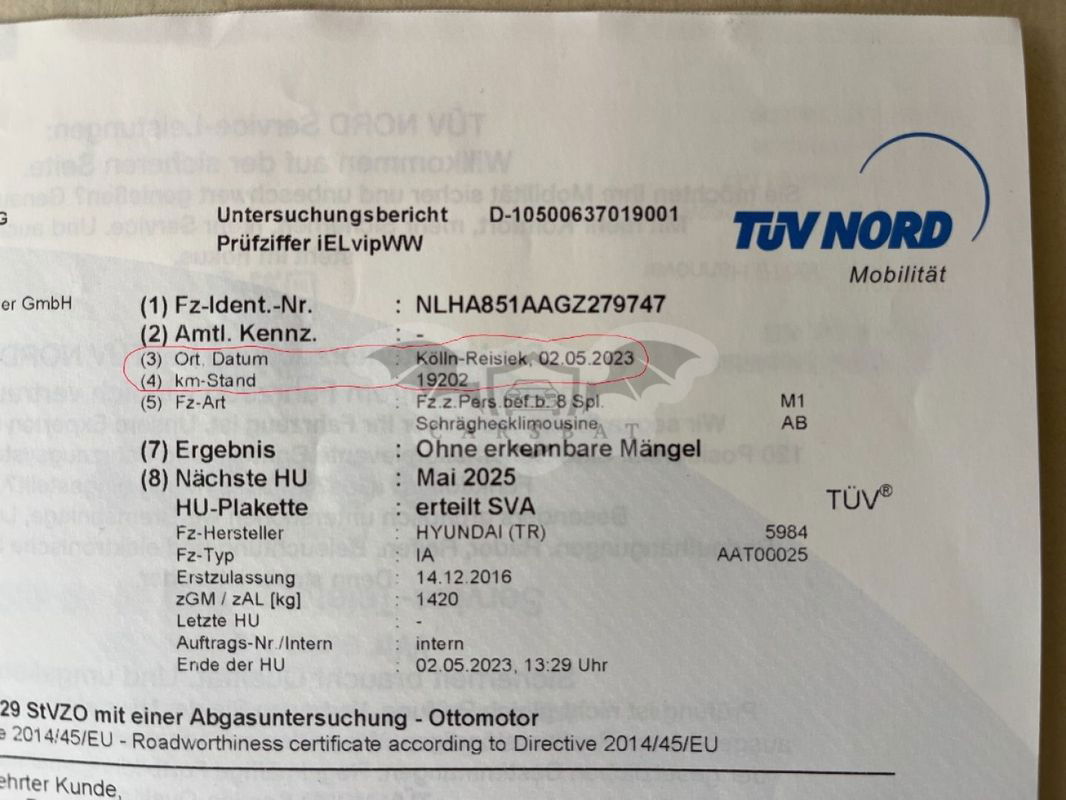 Untersuchungsbericht D-10500637019001
Prüfziffer iELvipWW
TÜV NORD
Mobilität
er GmbH
(1) Fz-Ident.-Nr. : NLHA851AAGZ279747
(2) Amtl. Kennz. : -
(3) Ort, Datum : Kölln-Reisiek, 02.05.2023
(4) km-Stand : 19202
(5) Fz-Art : Fz.z.Pers.bef.b. 8 Spl. M1
Schräghecklimousine AB
CARSBAT
(7) Ergebnis : Ohne erkennbare Mängel
(8) Nächste HU : Mai 2025
HU-Plakette : erteilt SVA
TÜV®
Fz-Hersteller : HYUNDAI (TR) 5984
Fz-Typ : IA AAT00025
Erstzulassung : 14.12.2016
zGM / zAL [kg] : 1420
Letzte HU : -
Auftrags-Nr./Intern : intern
Ende der HU : 02.05.2023, 13:29 Uhr
29 StVZO mit einer Abgasuntersuchung - Ottomotor
e 2014/45/EU - Roadworthiness certificate according to Directive 2014/45/EU
ehrter Kunde,